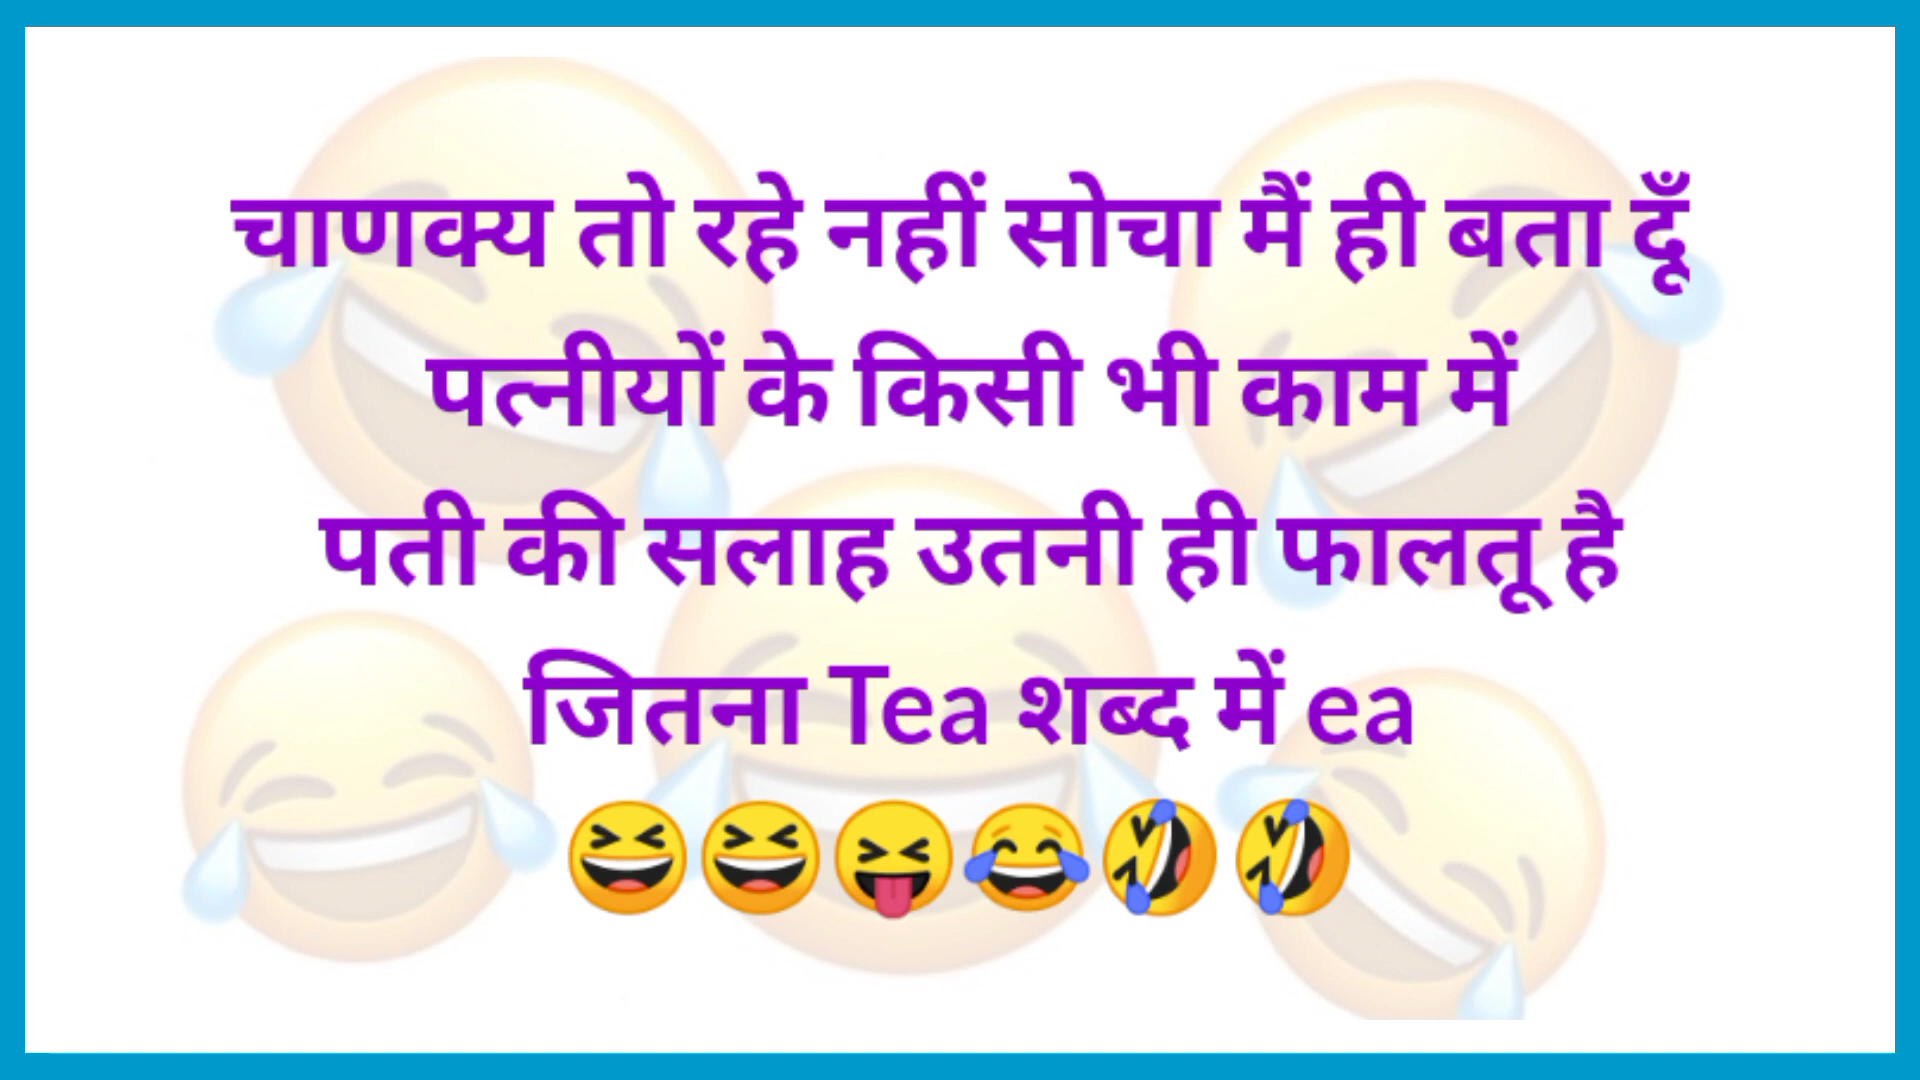 चाणक्य तो रहे नहीं सोचा मैं ही बता दूँ
पत्नीयों के किसी भी काम में
पती की सलाह उतनी ही फालतू है
जितना Tea शब्द में ea
😆😆😝😂🤣🤣